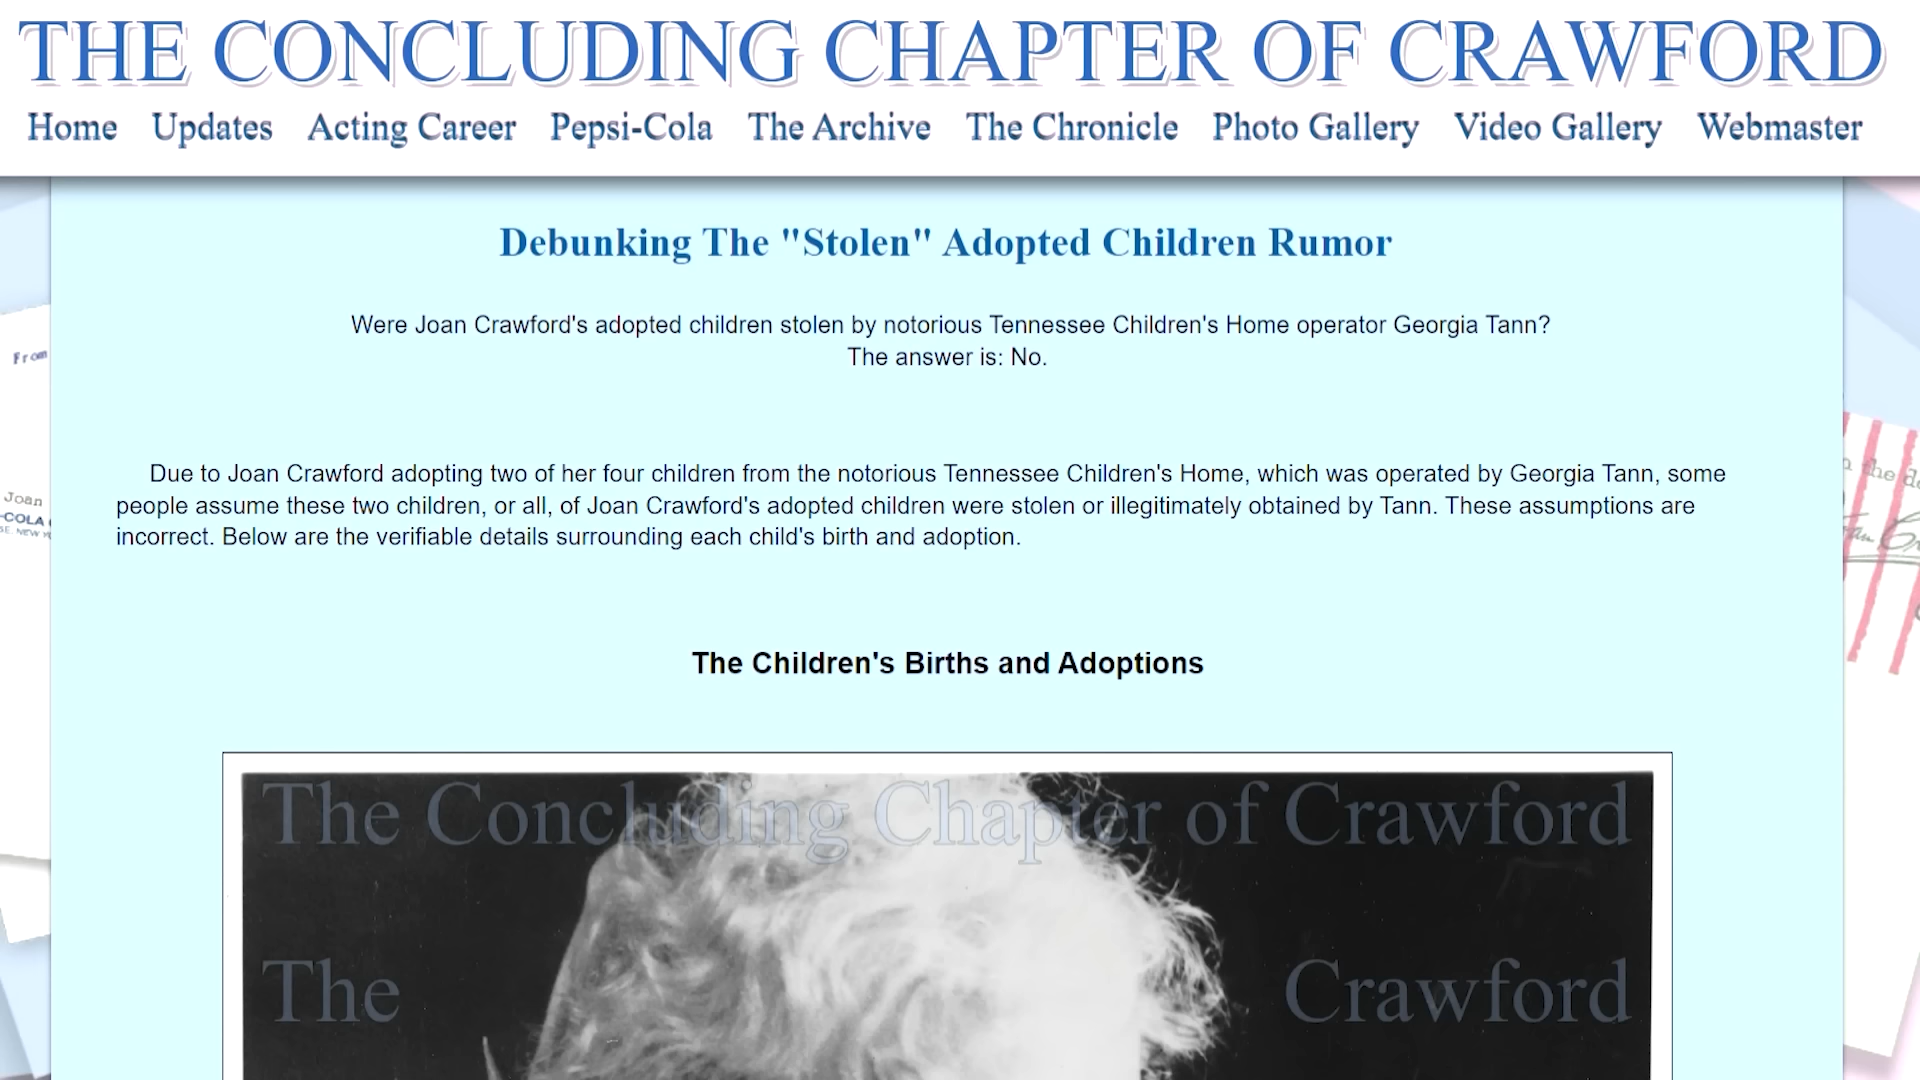 THE CONCLUDING CHAPTER OF CRAWFORD
Home Updates Acting Career Pepsi-Cola The Archive The Chronicle Photo Gallery Video Gallery Webmaster
Debunking The "Stolen" Adopted Children Rumor
Were Joan Crawford's adopted children stolen by notorious Tennessee Children's Home operator Georgia Tann?
The answer is: No.
From
Due to Joan Crawford adopting two of her four children from the notorious Tennessee Children's Home, which was operated by Georgia Tann, some
people assume these two children, or all, of Joan Crawford's adopted children were stolen or illegitimately obtained by Tann. These assumptions are
incorrect. Below are the verifiable details surrounding each child's birth and adoption.
Joan
-COLA
the
The Children's Births and Adoptions
The Concluding Chapter of Crawford
The Crawford